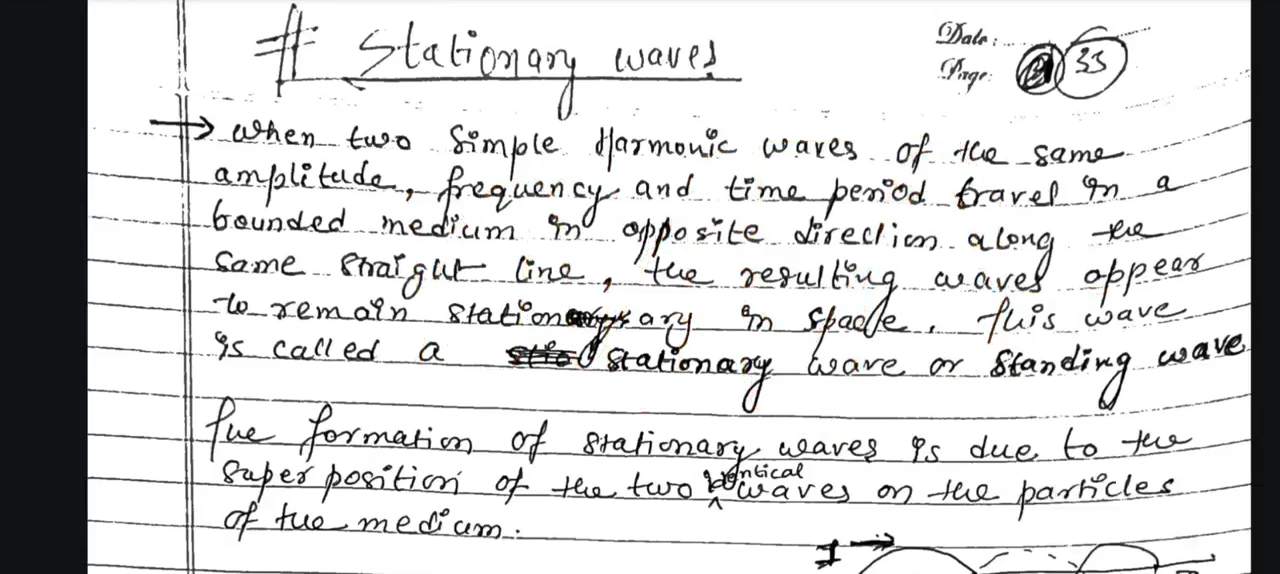 # Stationary waves
Date:
Page: 33
→ when two Simple Harmonic waves of the same
amplitude, frequency and time period travel in a
bounded medium in opposite direction along the
same straight line, the resulting waves appear
to remain stationary in space. This wave
is called a stationary wave or standing wave
The formation of stationary waves is due to the
super position of the two identical waves on the particles
of the medium.